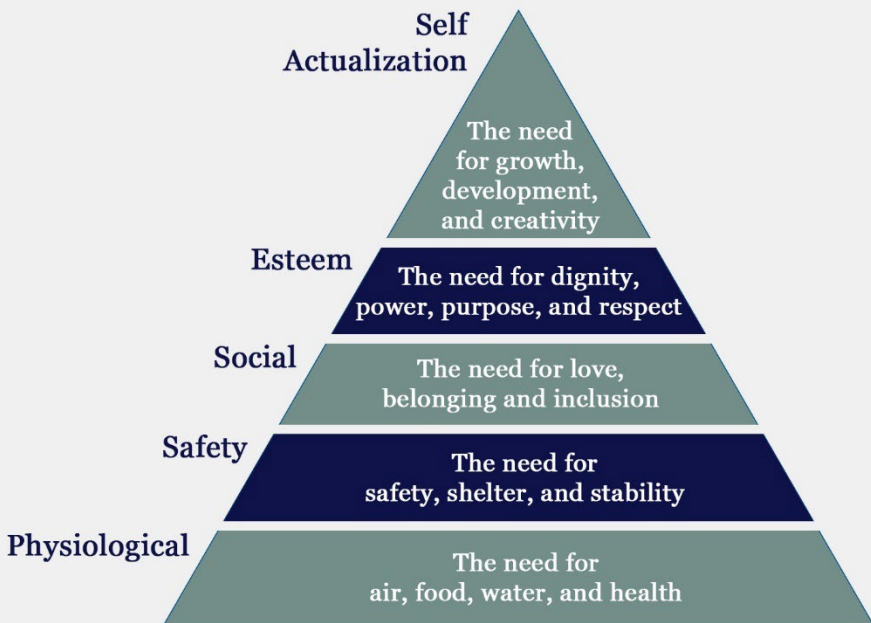 Self
Actualization
The need
for growth,
development,
and creativity
Esteem
The need for dignity,
power, purpose, and respect
Social
The need for love,
belonging and inclusion
Safety
The need for
safety, shelter, and stability
Physiological
The need for
air, food, water, and health